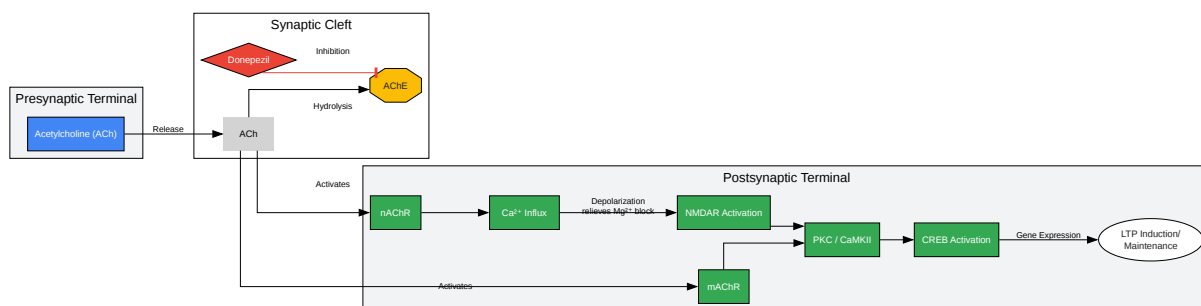 Synaptic Cleft
Donepezil
Inhibition
AChE
Hydrolysis
Presynaptic Terminal
Acetylcholine (ACh)
Release
ACh
Postsynaptic Terminal
Activates
nAChR
Ca²⁺ Influx
Depolarization
relieves Mg²⁺ block
NMDAR Activation
PKC / CaMKII
CREB Activation
Gene Expression
LTP Induction/
Maintenance
Activates
mAChR